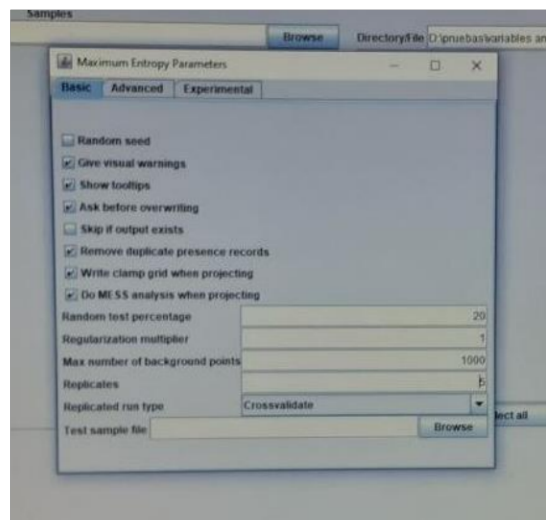 Samples
Browse
Directory/File D:\pruebas\variables am
Maximum Entropy Parameters
Basic Advanced Experimental
Random seed
Give visual warnings
Show tooltips
Ask before overwriting
Skip if output exists
Remove duplicate presence records
Write clamp grid when projecting
Do MESS analysis when projecting
Random test percentage 20
Regularization multiplier 1
Max number of background points 1000
Replicates 5
Replicated run type Crossvalidate
lect all
Test sample file Browse